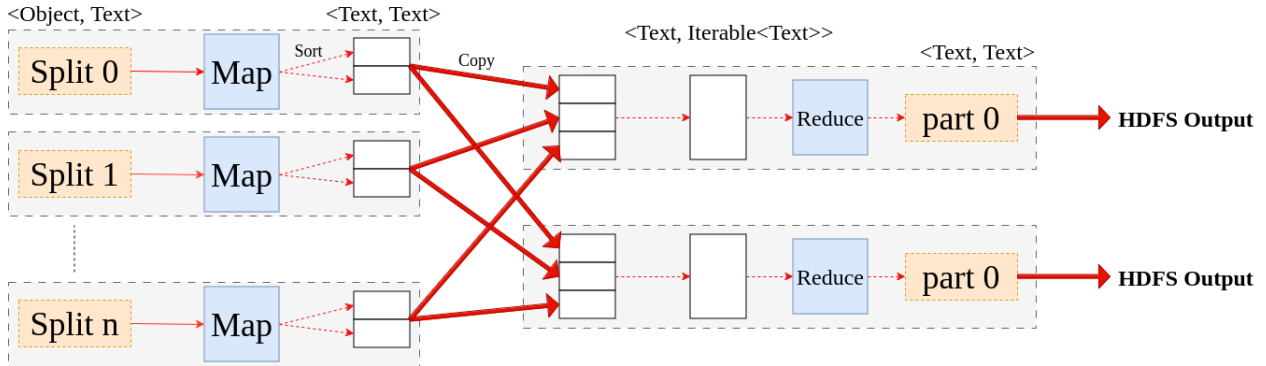 <Object, Text>
<Text, Text>
Split 0
Map
Sort
Copy
Split 1
Map
Split n
Map
<Text, Iterable<Text>>
<Text, Text>
Reduce
part 0
HDFS Output
Reduce
part 0
HDFS Output